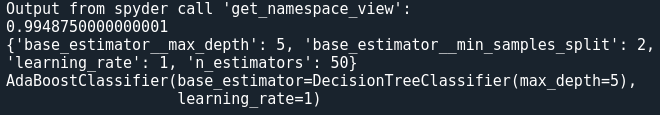 Output from spyder call 'get_namespace_view':
0.9948750000000001
{'base_estimator__max_depth': 5, 'base_estimator__min_samples_split': 2,
'learning_rate': 1, 'n_estimators': 50}
AdaBoostClassifier(base_estimator=DecisionTreeClassifier(max_depth=5),
                   learning_rate=1)